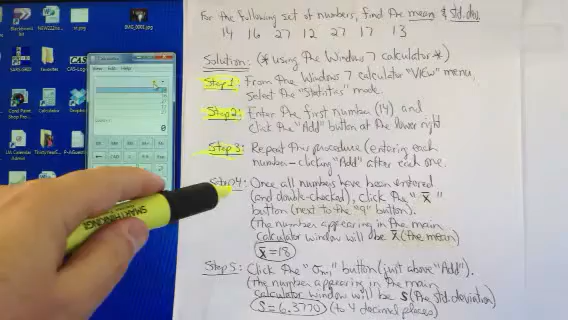 For the following set of numbers, find the mean & std.dev.
14 16 27 12 27 17 13
Solution: (* using the Windows 7 calculator *)
Step 1: From the Windows 7 calculator "View" menu,
select the "Statistics" mode.
Step 2: Enter the first number (14) and
click the "Add" button at the lower right
Step 3: Repeat this procedure (entering each
number – clicking "Add" after each one.
Step 4: Once all numbers have been entered
(and double-checked), click the "x̄"
button (next to the "9" button).
(the number appearing in the main
calculator window will be x̄ (the mean)
x̄ = 18
Step 5: Click the "σn-1" button (just above "Add").
(the number appearing in the main
calculator window will be s (the std.deviation)
S = 6.3770 (to 4 decimal places)
Calculator
View Edit Help
SMART